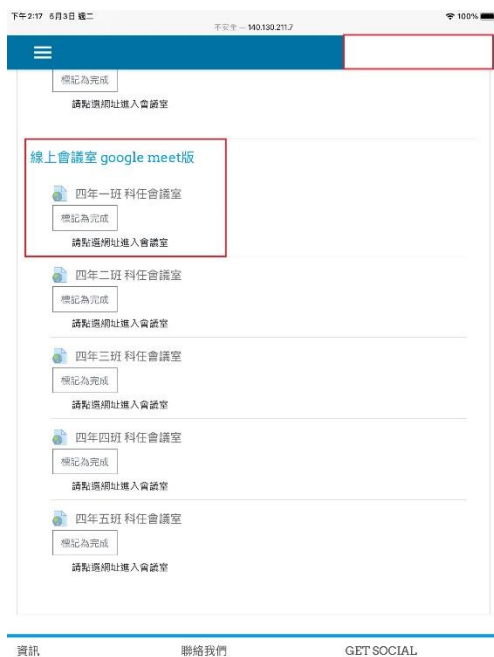 下午2:17 6月3日 週二
不安全 — 140.130.211.7
100%
標記為完成
請點選網址進入會議室
線上會議室 google meet版
四年一班 科任會議室
標記為完成
請點選網址進入會議室
四年二班 科任會議室
標記為完成
請點選網址進入會議室
四年三班 科任會議室
標記為完成
請點選網址進入會議室
四年四班 科任會議室
標記為完成
請點選網址進入會議室
四年五班 科任會議室
標記為完成
請點選網址進入會議室
資訊 聯絡我們 GET SOCIAL